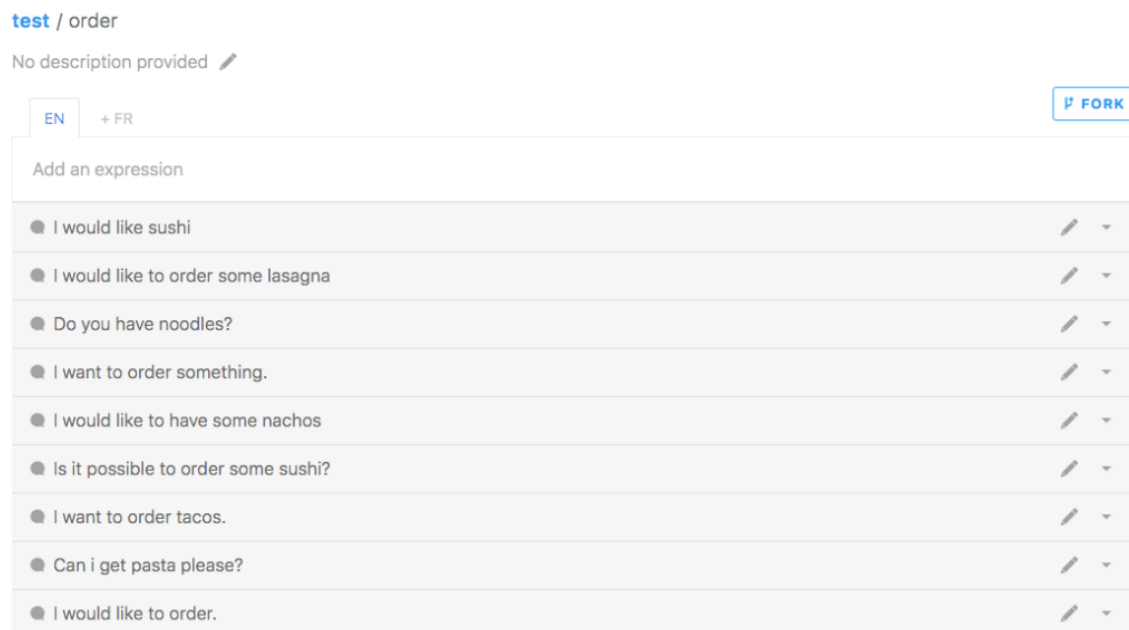 test / order
No description provided
FORK
EN + FR
Add an expression
I would like sushi
I would like to order some lasagna
Do you have noodles?
I want to order something.
I would like to have some nachos
Is it possible to order some sushi?
I want to order tacos.
Can i get pasta please?
I would like to order.